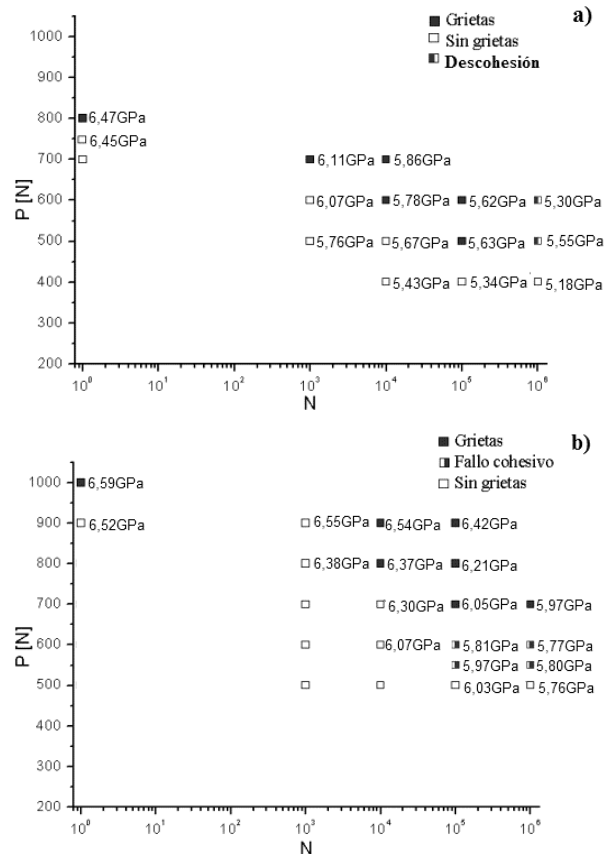 a)
Grietas
Sin grietas
Descohesión
1000
900
800
6,47GPa
6,45GPa
700
6,11GPa 5,86GPa
600
6,07GPa 5,78GPa 5,62GPa 5,30GPa
500
5,76GPa 5,67GPa 5,63GPa 5,55GPa
400
5,43GPa 5,34GPa 5,18GPa
300
200
P [N]
10^0 10^1 10^2 10^3 10^4 10^5 10^6
N
b)
Grietas
Fallo cohesivo
Sin grietas
1000
6,59GPa
900
6,52GPa 6,55GPa 6,54GPa 6,42GPa
800
6,38GPa 6,37GPa 6,21GPa
700
6,30GPa 6,05GPa 5,97GPa
600
6,07GPa 5,81GPa 5,77GPa
5,97GPa 5,80GPa
500
6,03GPa 5,76GPa
400
300
200
P [N]
10^0 10^1 10^2 10^3 10^4 10^5 10^6
N